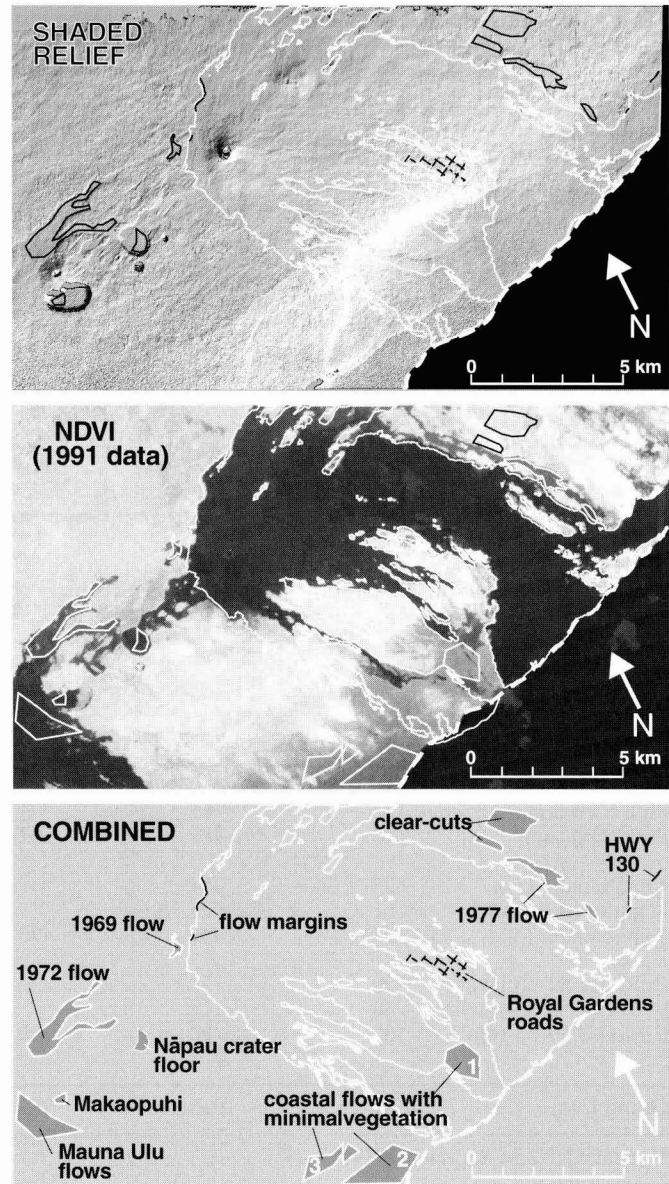 SHADED
RELIEF
N
0 5 km
NDVI
(1991 data)
N
0 5 km
COMBINED
clear-cuts
HWY
130
1969 flow
flow margins
1977 flow
1972 flow
Royal Gardens
roads
Nāpau crater
floor
1
Makaopuhi
coastal flows with
minimalvegetation
N
Mauna Ulu
flows
3
2
0 5 km